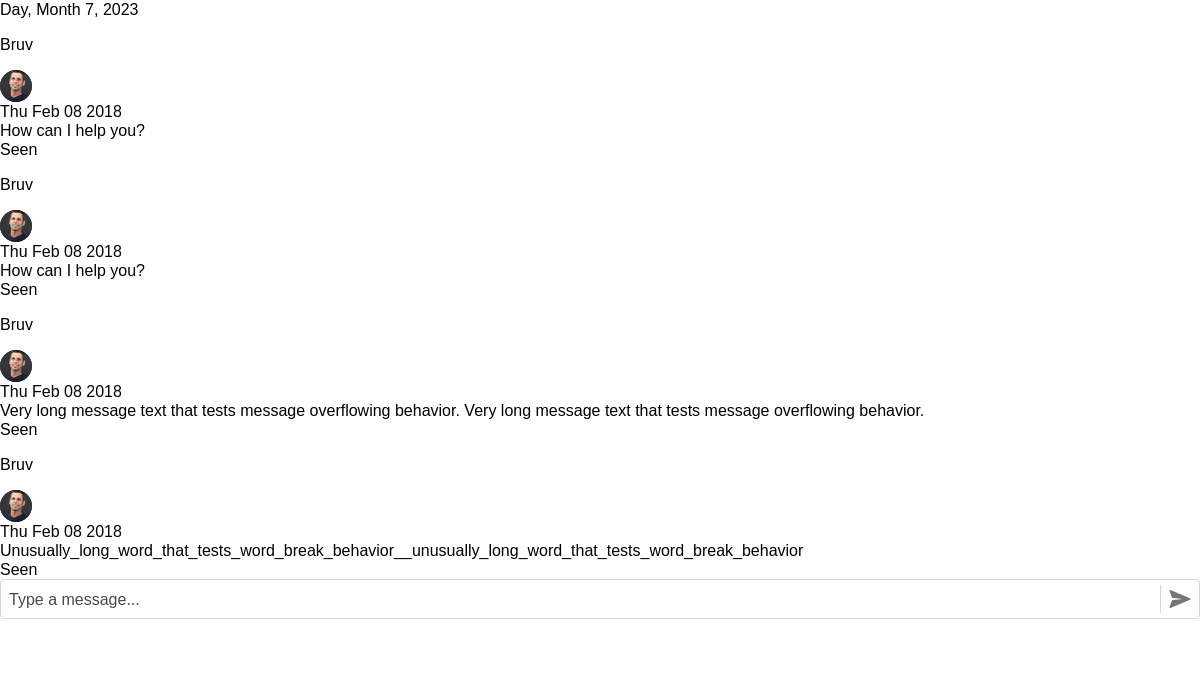 Day, Month 7, 2023
Bruv
Thu Feb 08 2018
How can I help you?
Seen
Bruv
Thu Feb 08 2018
How can I help you?
Seen
Bruv
Thu Feb 08 2018
Very long message text that tests message overflowing behavior. Very long message text that tests message overflowing behavior.
Seen
Bruv
Thu Feb 08 2018
Unusually_long_word_that_tests_word_break_behavior__unusually_long_word_that_tests_word_break_behavior
Seen
Type a message...